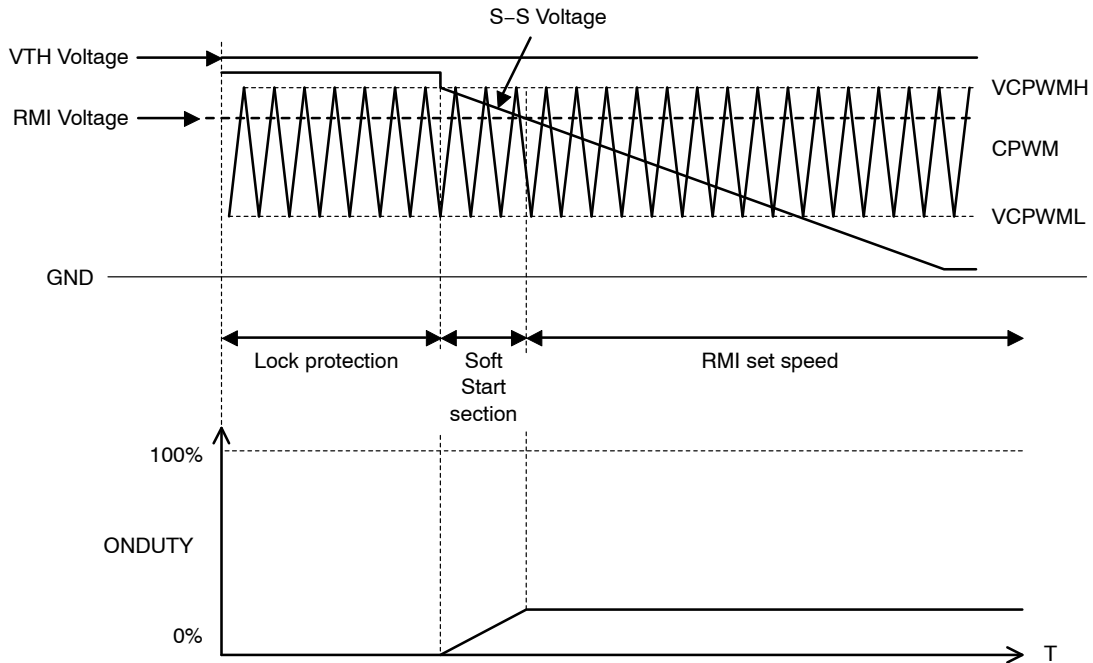 S−S Voltage
VTH Voltage
VCPWMH
RMI Voltage
CPWM
VCPWML
GND
Lock protection
Soft
Start
section
RMI set speed
100%
ONDUTY
0%
T